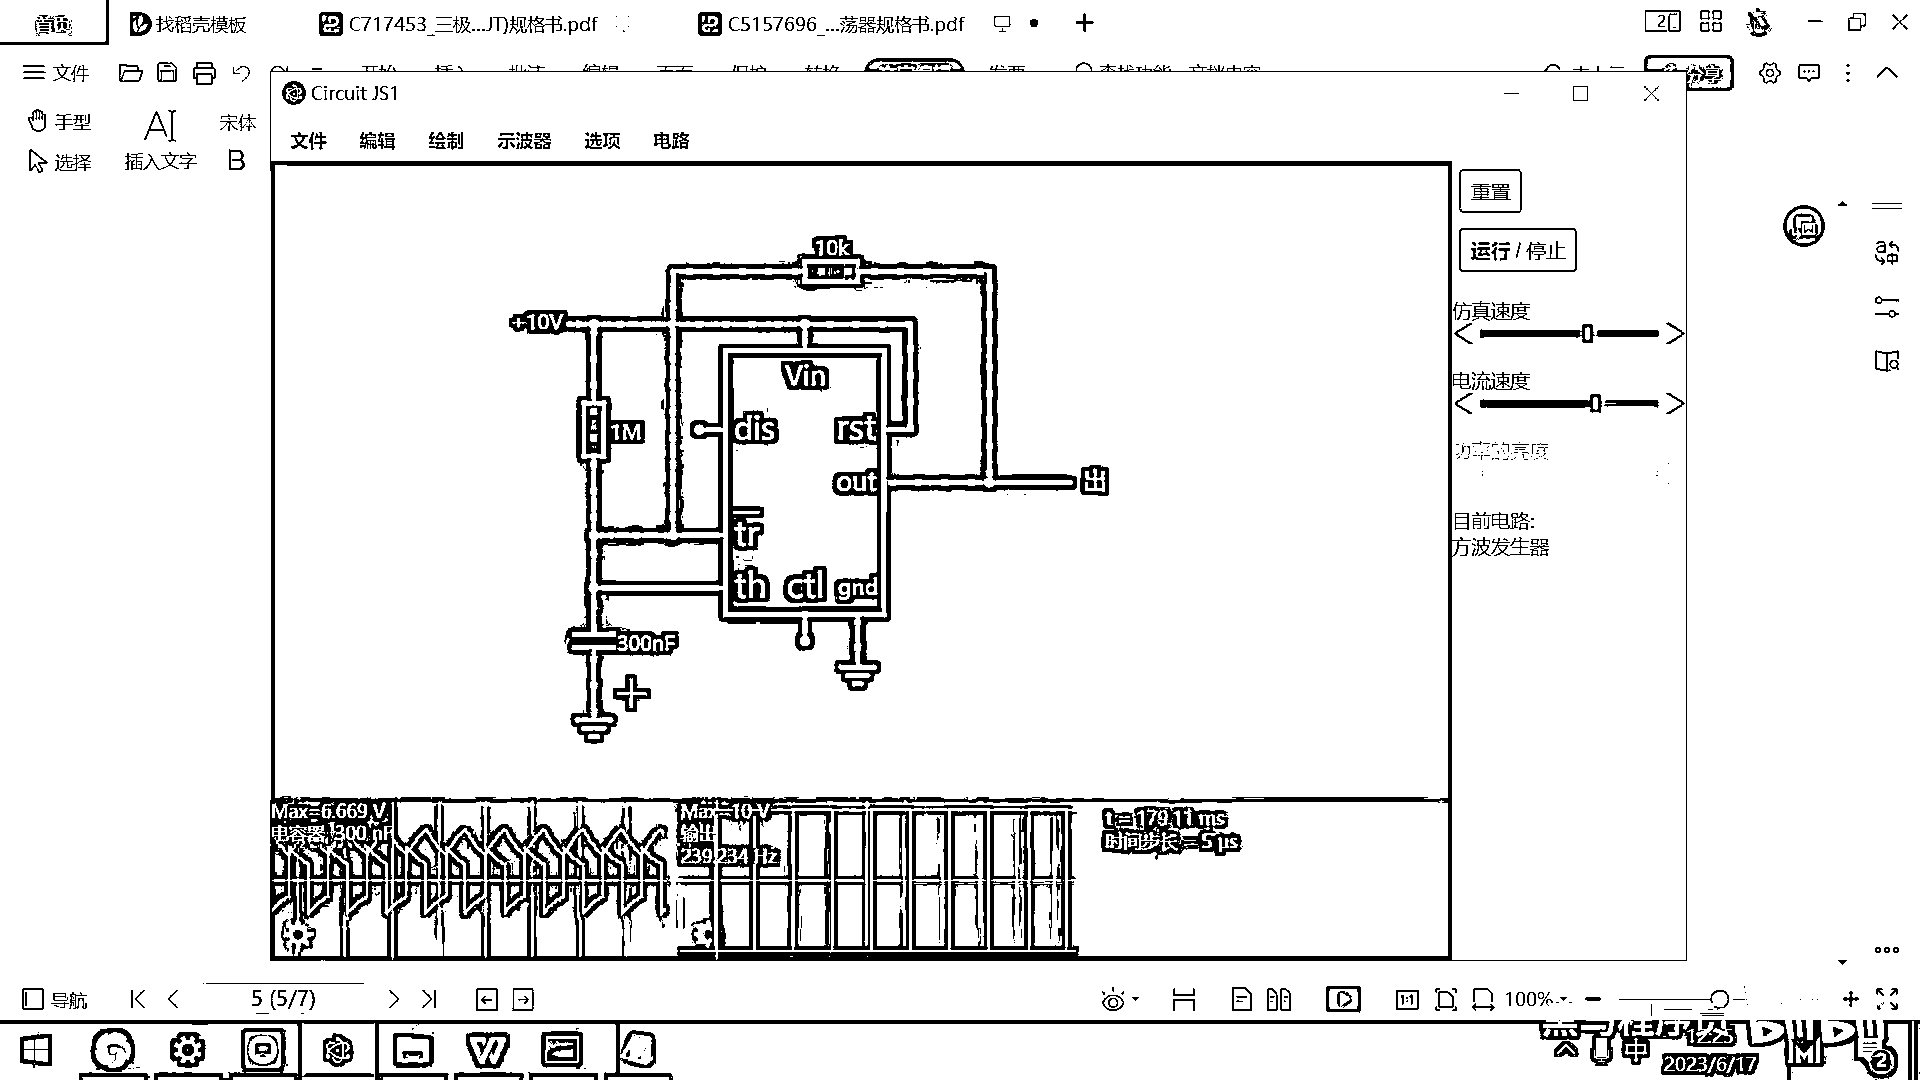 首页 找稻壳模板 C717453_三极...JT)规格书.pdf C5157696_...荡器规格书.pdf
文件
Circuit JS1
手型 插入文字 宋体
选择 B
文件 编辑 绘制 示波器 选项 电路
重置
运行 / 停止
仿真速度
电流速度
功率的亮度
目前电路:
方波发生器
10k
+10V
Vin
1M
dis rst
out 出
tr
th ctl gnd
300nF
Max=6.669 V
电容器, 300 nF
Max=10 V
输出
239.234 Hz
t = 179.11 ms
时间步长 = 5 µs
导航 5 (5/7) 1:1 100%
中 12:23
2023/6/17
2